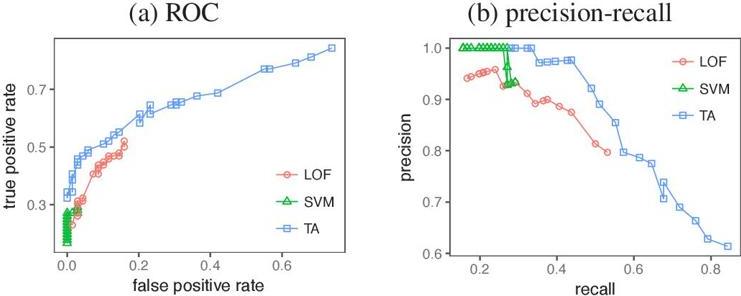 (a) ROC
true positive rate
0.7
0.5
0.3
LOF
SVM
TA
0.0 0.2 0.4 0.6
false positive rate
(b) precision-recall
precision
1.0
0.9
0.8
0.7
0.6
LOF
SVM
TA
0.2 0.4 0.6 0.8
recall